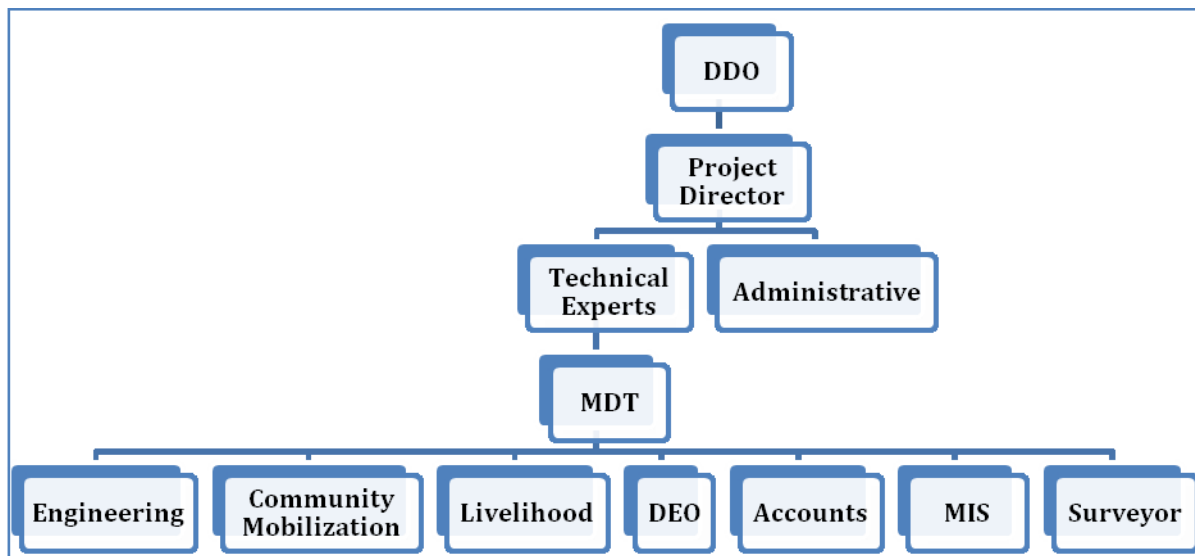 DDO
Project
Director
Technical
Experts
Administrative
MDT
Engineering
Community
Mobilization
Livelihood
DEO
Accounts
MIS
Surveyor